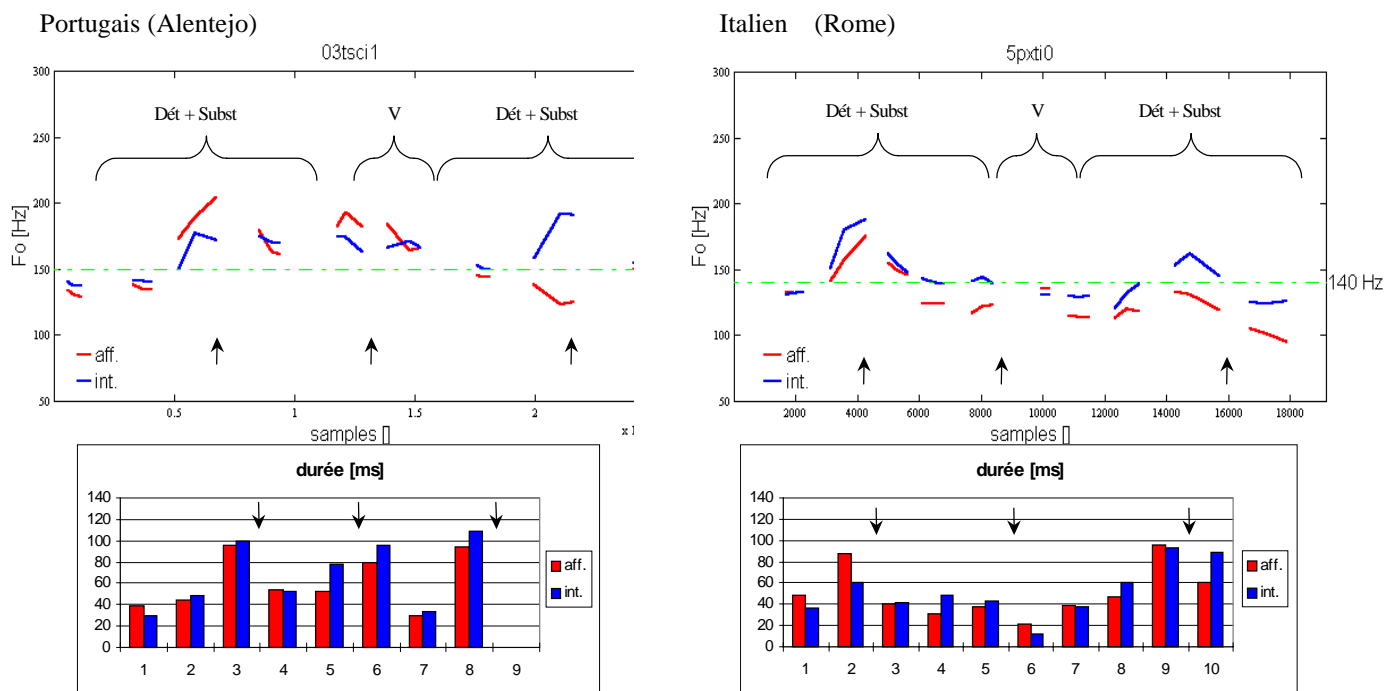 Portugais (Alentejo)
03tsci1
300
250
200
150
100
50
Fo [Hz]
Dét + Subst
V
Dét + Subst
aff.
int.
0.5
1
1.5
2
samples []
x 1
durée [ms]
140
120
100
80
60
40
20
0
1 2 3 4 5 6 7 8 9
aff.
int.
Italien (Rome)
5pxti0
300
250
200
150
100
50
Fo [Hz]
Dét + Subst
V
Dét + Subst
140 Hz
aff.
int.
2000 4000 6000 8000 10000 12000 14000 16000 18000
samples []
durée [ms]
140
120
100
80
60
40
20
0
1 2 3 4 5 6 7 8 9 10
aff.
int.